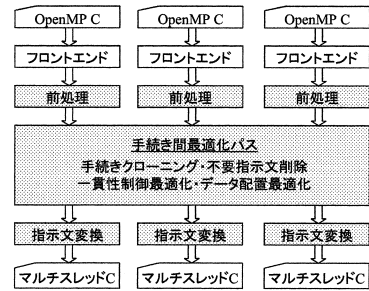 OpenMP C OpenMP C OpenMP C
フロントエンド フロントエンド フロントエンド
前処理 前処理 前処理
手続き間最適化パス
手続きクローニング・不要指示文削除
一貫性制御最適化・データ配置最適化
指示文変換 指示文変換 指示文変換
マルチスレッドC マルチスレッドC マルチスレッドC